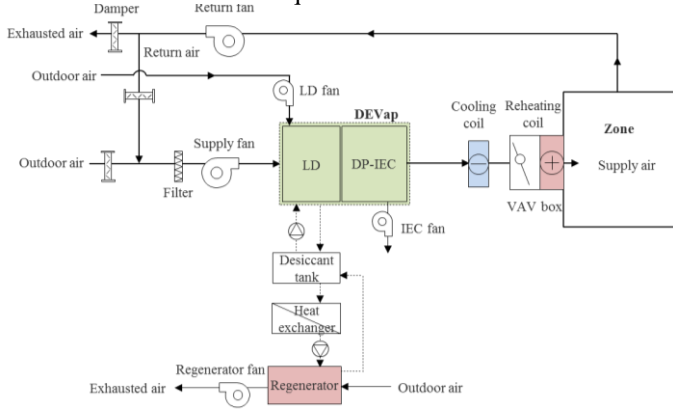 Return fan
Damper
Exhausted air
Return air
Outdoor air
LD fan
DEVap
Cooling
coil
Reheating
coil
Zone
Supply fan
Outdoor air
LD
DP-IEC
Supply air
Filter
VAV box
IEC fan
Desiccant
tank
Heat
exchanger
Regenerator fan
Exhausted air
Regenerator
Outdoor air